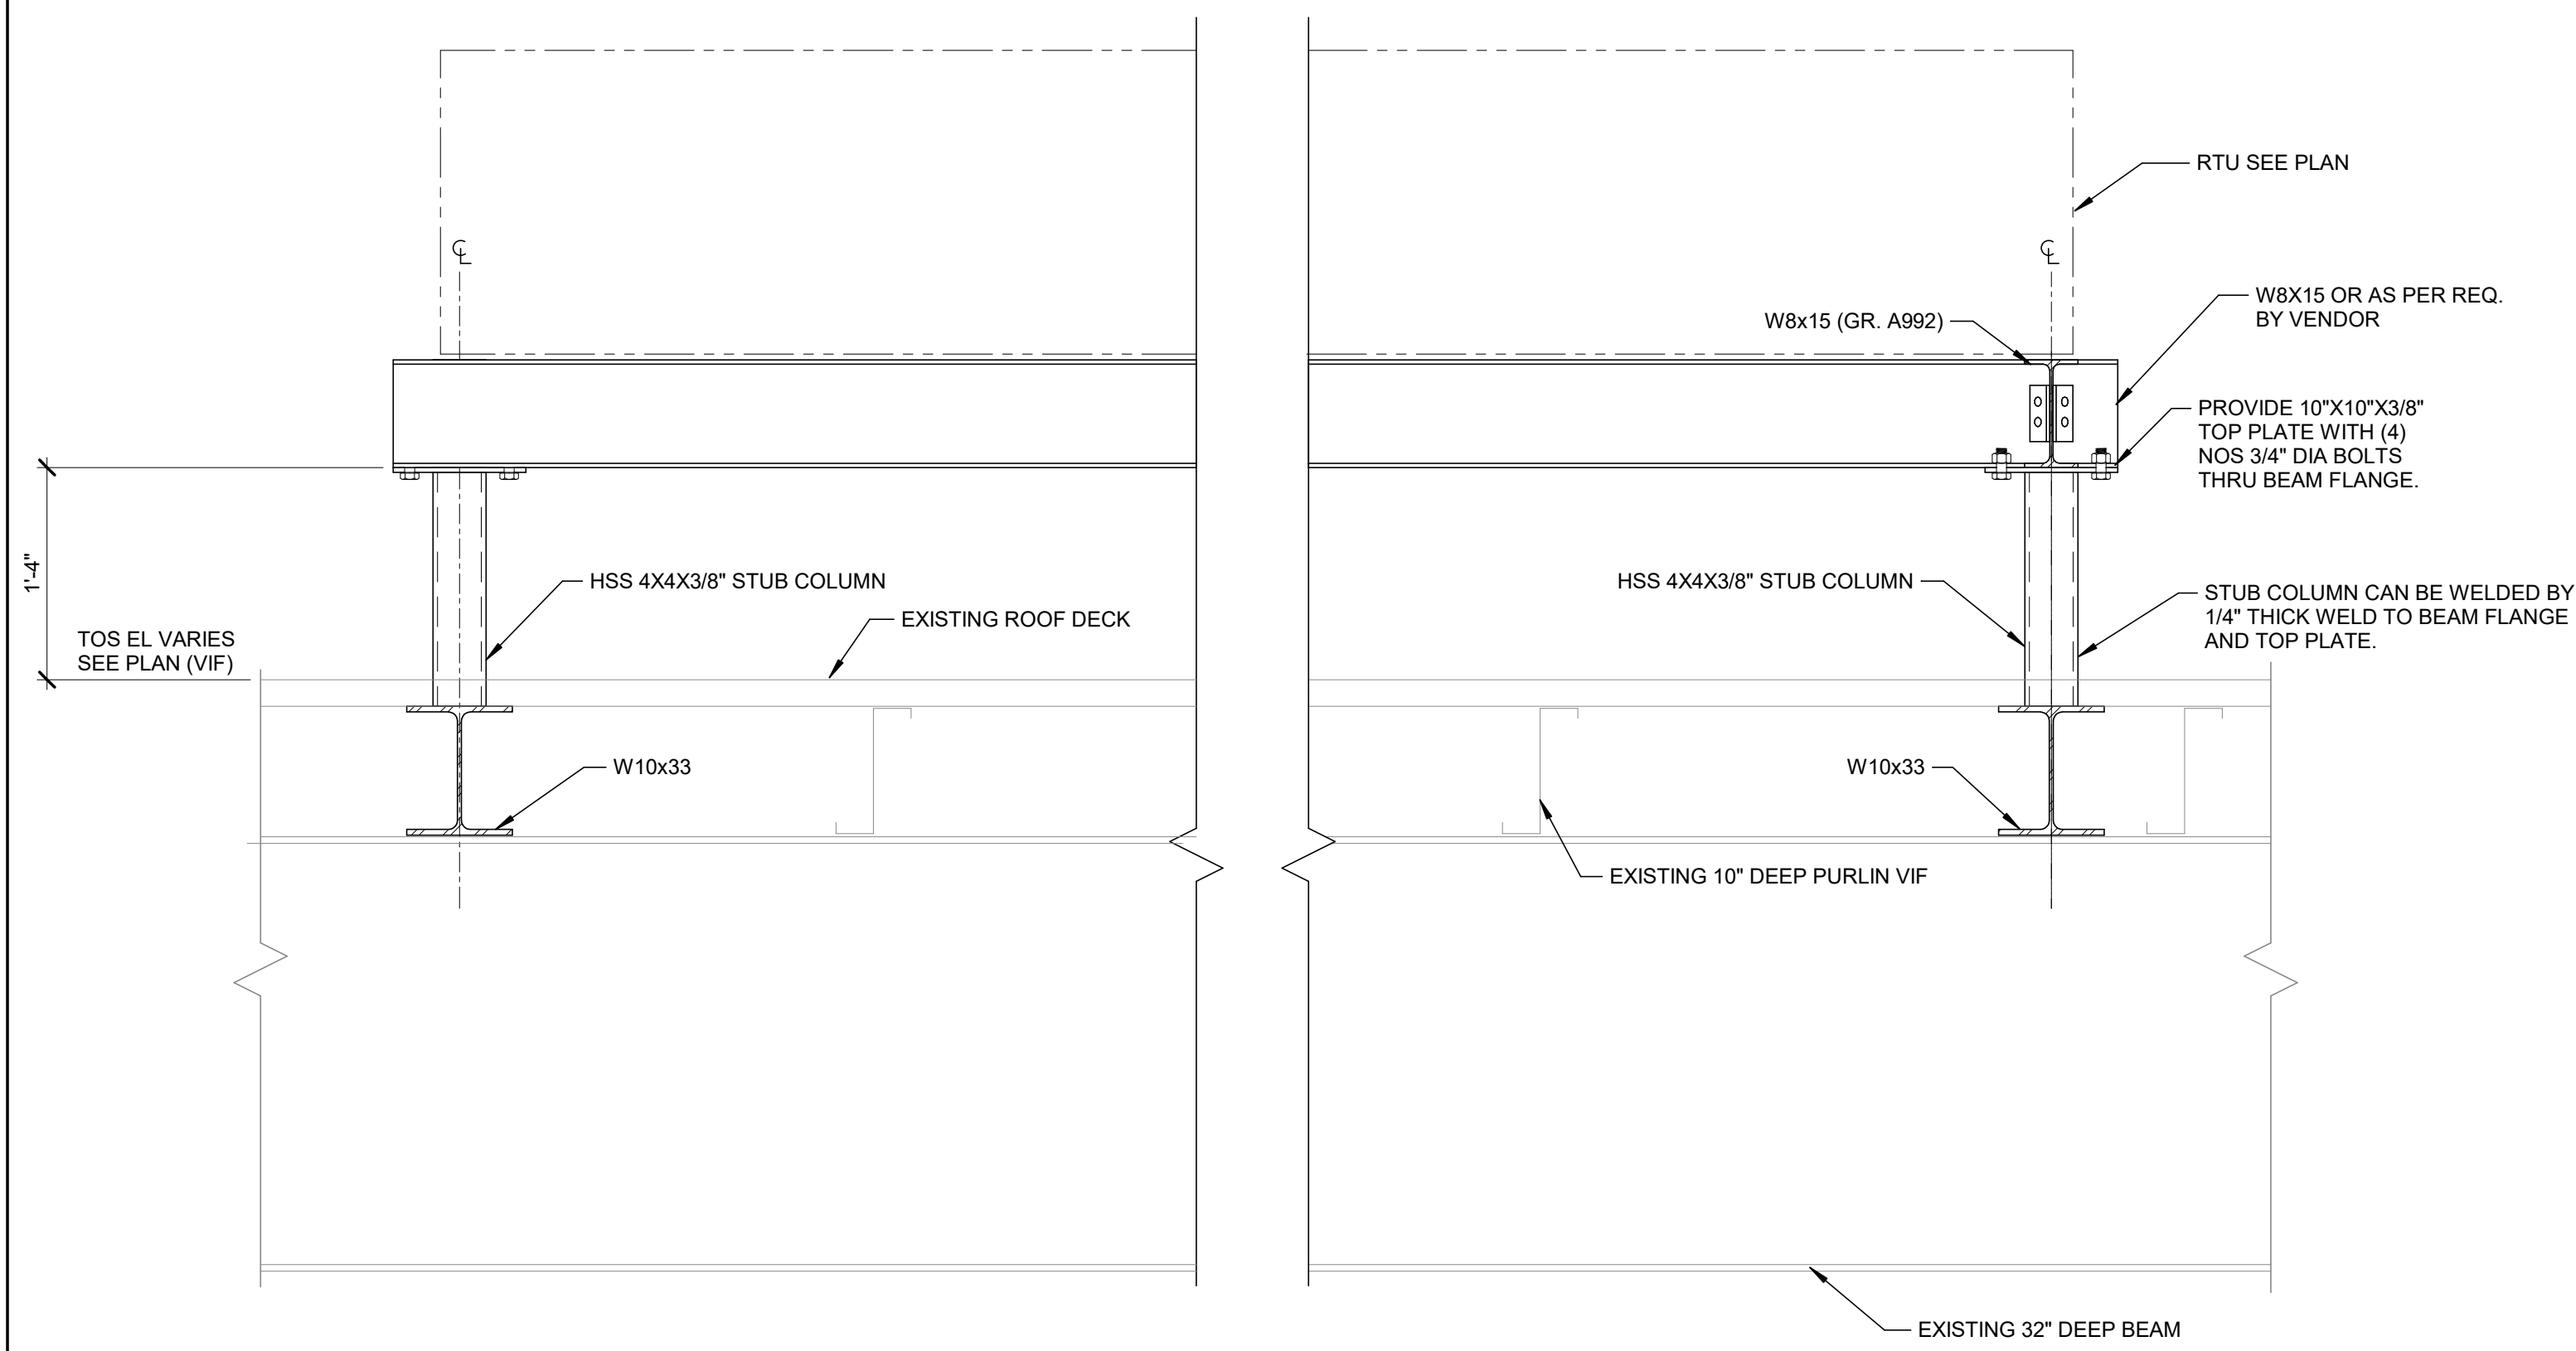 RTU SEE PLAN
℄
℄
W8X15 OR AS PER REQ.
BY VENDOR
W8x15 (GR. A992)
PROVIDE 10"X10"X3/8"
TOP PLATE WITH (4)
NOS 3/4" DIA BOLTS
THRU BEAM FLANGE.
1'-4"
HSS 4X4X3/8" STUB COLUMN
HSS 4X4X3/8" STUB COLUMN
STUB COLUMN CAN BE WELDED BY
1/4" THICK WELD TO BEAM FLANGE
AND TOP PLATE.
EXISTING ROOF DECK
TOS EL VARIES
SEE PLAN (VIF)
W10x33
W10x33
EXISTING 10" DEEP PURLIN VIF
EXISTING 32" DEEP BEAM